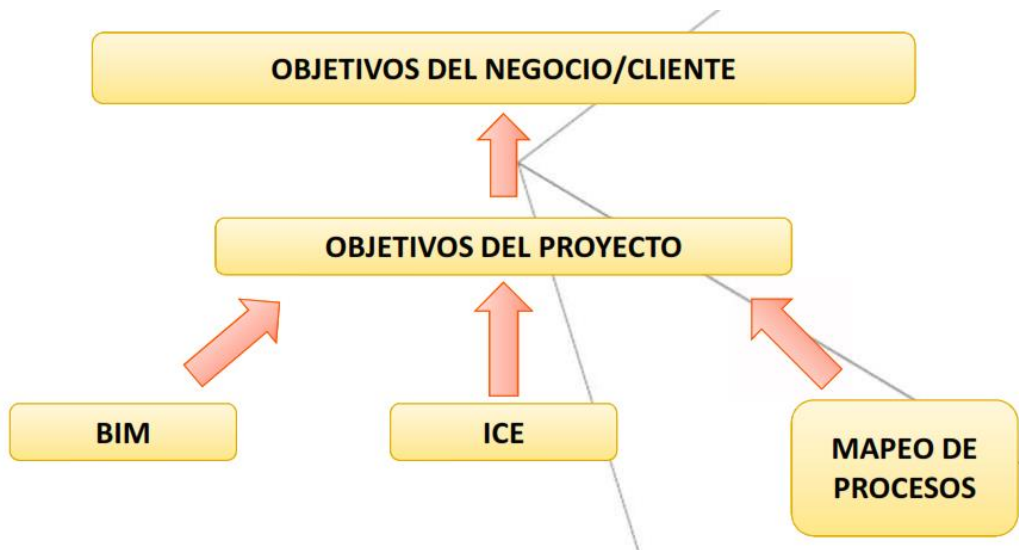 OBJETIVOS DEL NEGOCIO/CLIENTE
OBJETIVOS DEL PROYECTO
BIM
ICE
MAPEO DE
PROCESOS